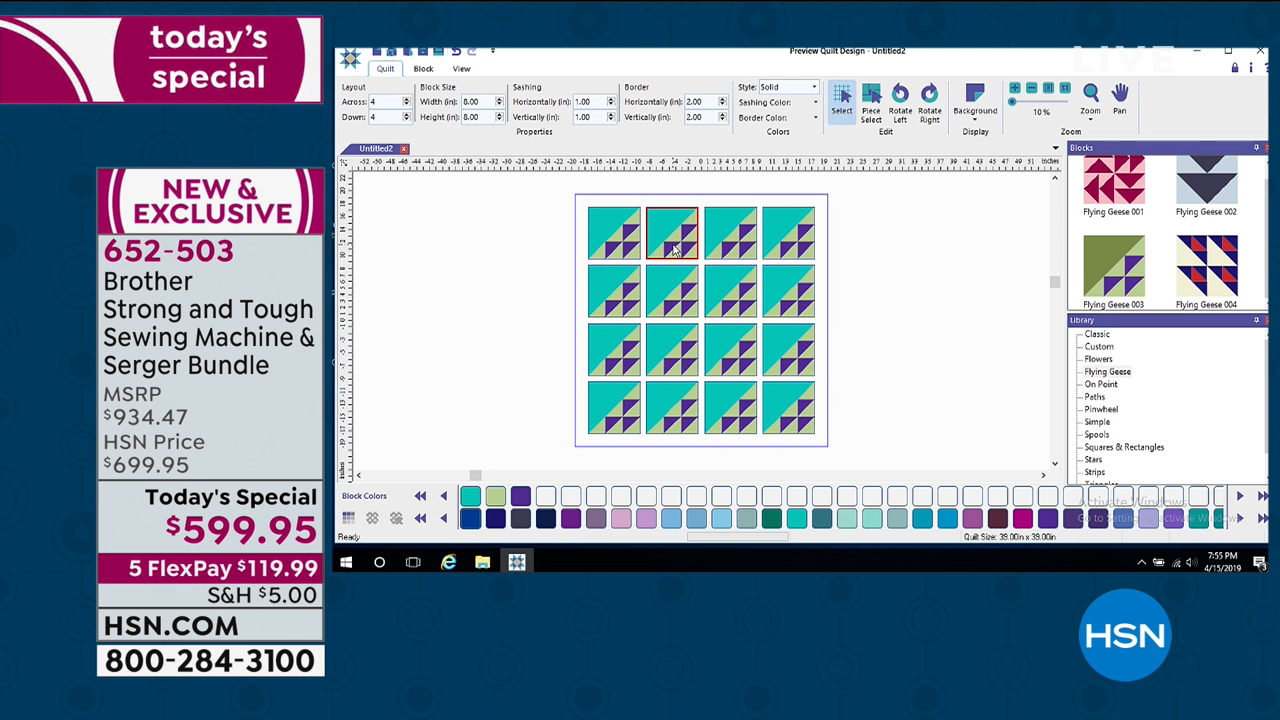 today's
special
NEW &
EXCLUSIVE
652-503
Brother
Strong and Tough
Sewing Machine &
Serger Bundle
MSRP
$934.47
HSN Price
$699.95
Today's Special
$599.95
5 FlexPay $119.99
S&H $5.00
HSN.COM
800-284-3100
LIVE
Preview Quilt Design - Untitled2
Quilt Block View
Layout Block Size Sashing Border Style: Solid
Across: 4 Width (in): 8.00 Horizontally (in): 1.00 Horizontally (in): 2.00 Sashing Color:
Down: 4 Height (in): 8.00 Vertically (in): 1.00 Vertically (in): 2.00 Border Color:
Select Piece Select Rotate Left Rotate Right Background 10% Zoom Pan
Properties Colors Edit Display Zoom
Untitled2
Inches
Blocks
Flying Geese 001 Flying Geese 002
Flying Geese 003 Flying Geese 004
Library
Classic
Custom
Flowers
Flying Geese
On Point
Paths
Pinwheel
Simple
Spools
Squares & Rectangles
Stars
Strips
Block Colors
Activate Windows
Ready Quilt Size: 39.00in x 39.00in
7:55 PM
4/15/2019
HSN